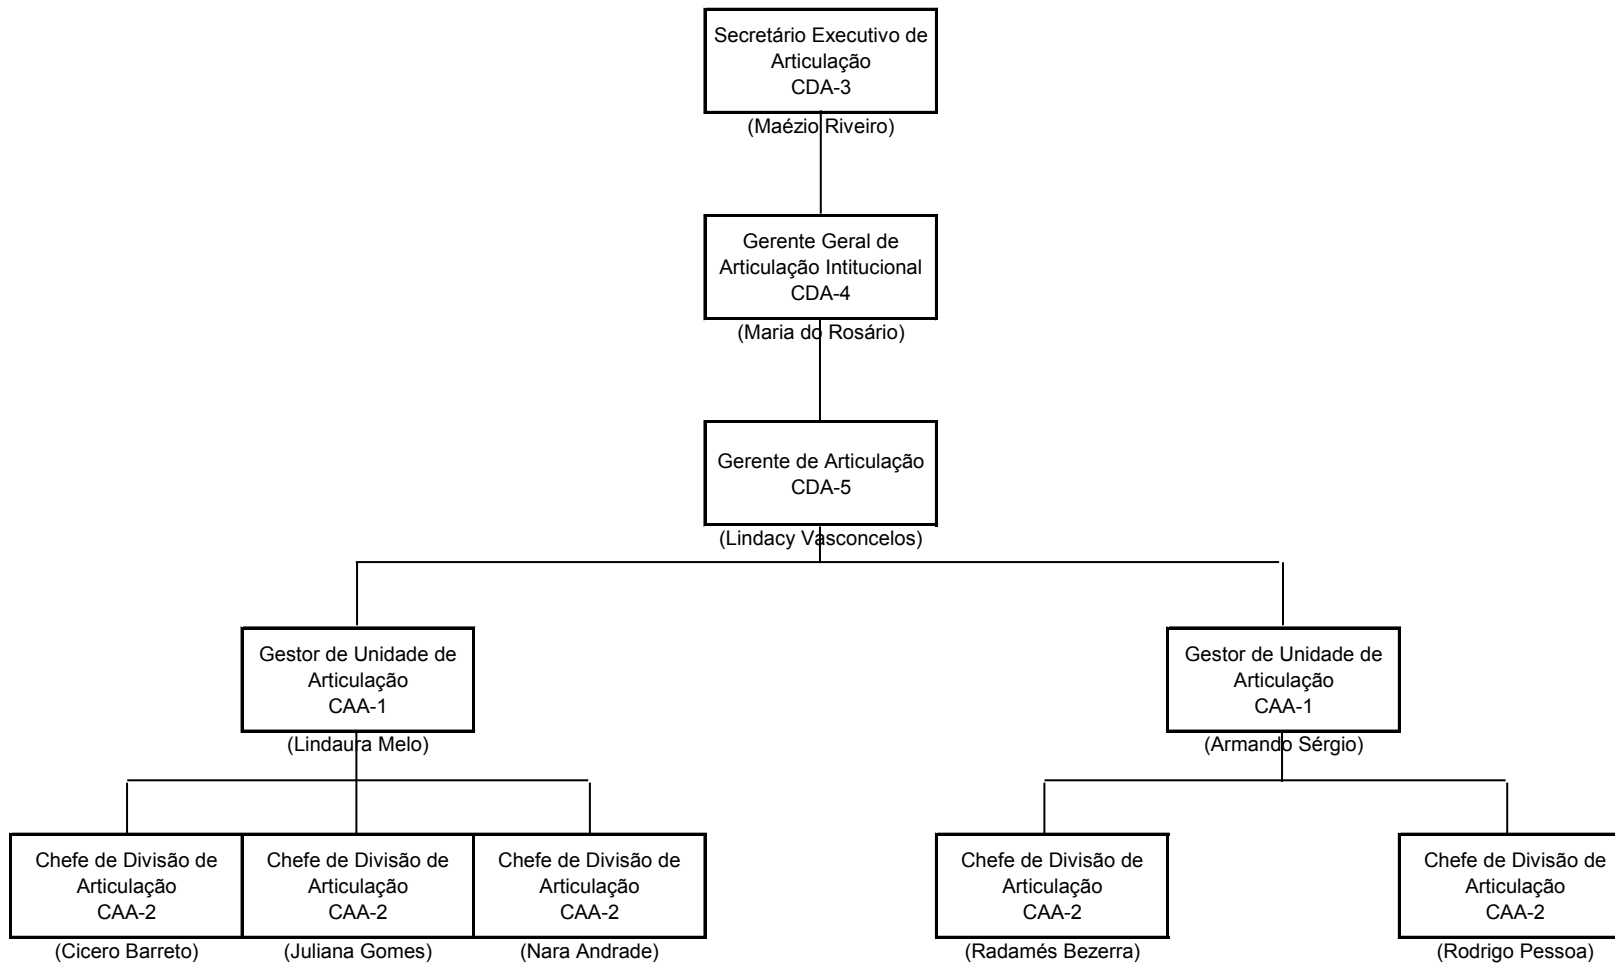 Secretário Executivo de
Articulação
CDA-3
(Maézio Riveiro)
Gerente Geral de
Articulação Intitucional
CDA-4
(Maria do Rosário)
Gerente de Articulação
CDA-5
(Lindacy Vasconcelos)
Gestor de Unidade de
Articulação
CAA-1
(Lindaura Melo)
Gestor de Unidade de
Articulação
CAA-1
(Armando Sérgio)
Chefe de Divisão de
Articulação
CAA-2
(Cicero Barreto)
Chefe de Divisão de
Articulação
CAA-2
(Juliana Gomes)
Chefe de Divisão de
Articulação
CAA-2
(Nara Andrade)
Chefe de Divisão de
Articulação
CAA-2
(Radamés Bezerra)
Chefe de Divisão de
Articulação
CAA-2
(Rodrigo Pessoa)